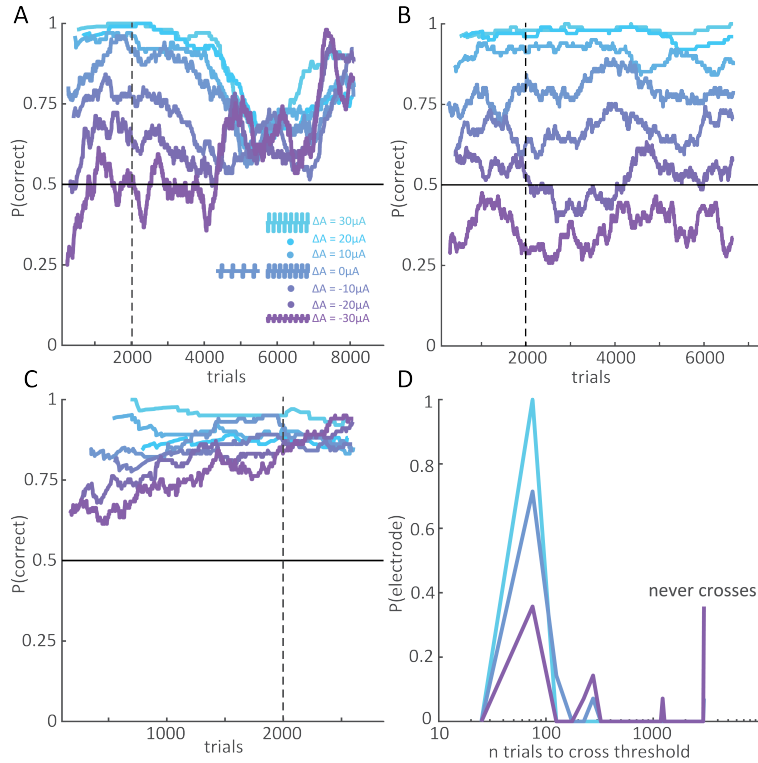 A
P(correct)
1
0.75
0.5
0.25
0
2000
4000
6000
8000
trials
ΔA = 30µA
ΔA = 20µA
ΔA = 10µA
ΔA = 0µA
ΔA = -10µA
ΔA = -20µA
ΔA = -30µA
B
P(correct)
1
0.75
0.5
0.25
0
2000
4000
6000
trials
C
P(correct)
1
0.75
0.5
0.25
0
1000
2000
trials
D
P(electrode)
1
0.8
0.6
0.4
0.2
0
never crosses
10
100
1000
n trials to cross threshold